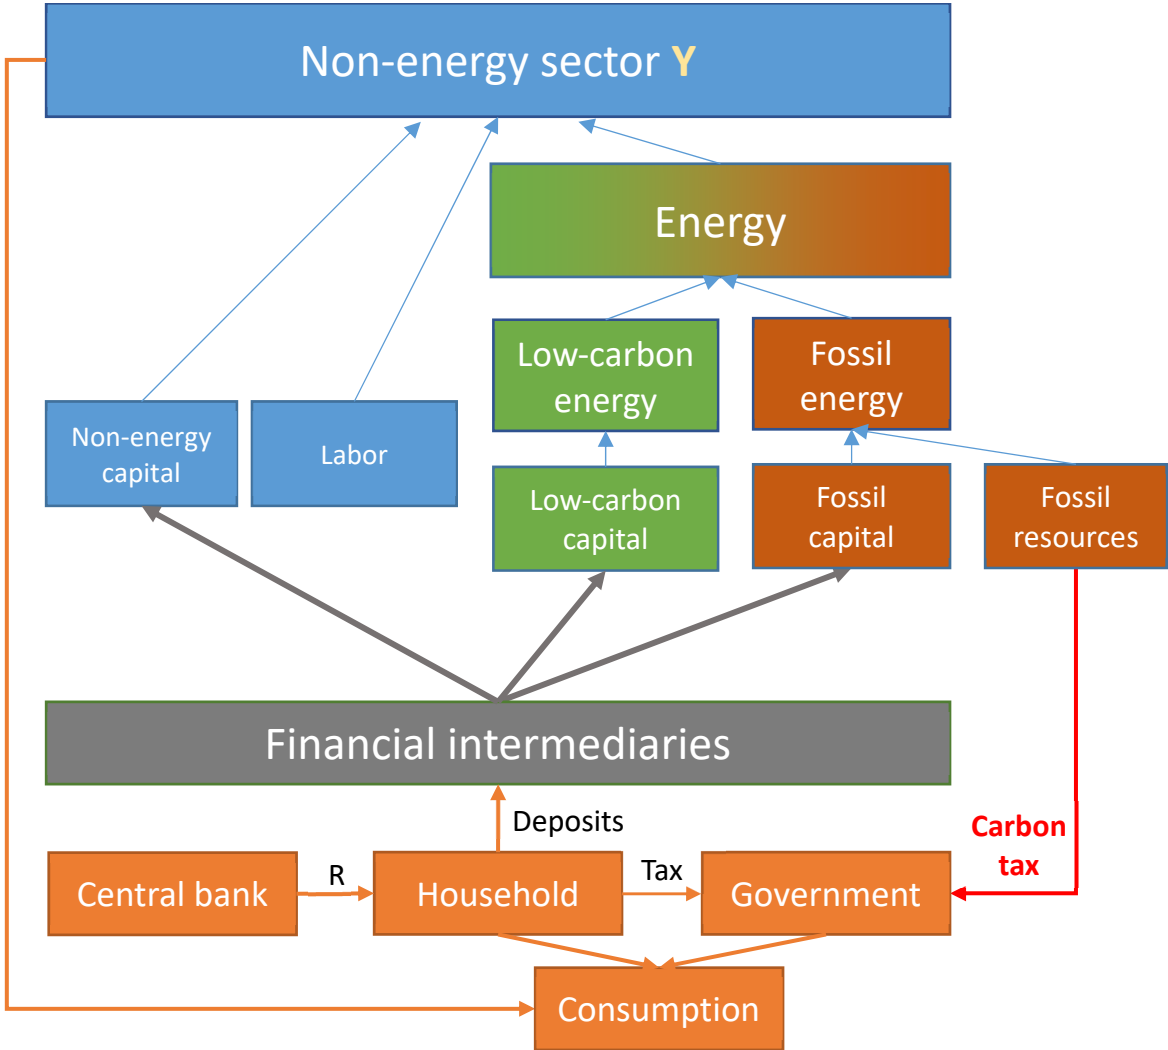 Non-energy sector Y
Energy
Low-carbon
energy
Fossil
energy
Non-energy
capital
Labor
Low-carbon
capital
Fossil
capital
Fossil
resources
Financial intermediaries
Deposits
Carbon
tax
Central bank
R
Household
Tax
Government
Consumption